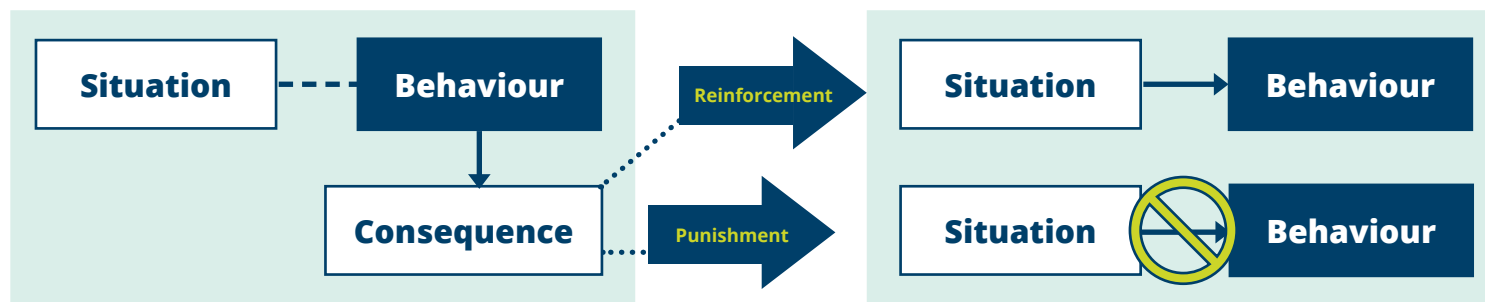 Situation
Behaviour
Consequence
Reinforcement
Punishment
Situation
Behaviour
Situation
Behaviour